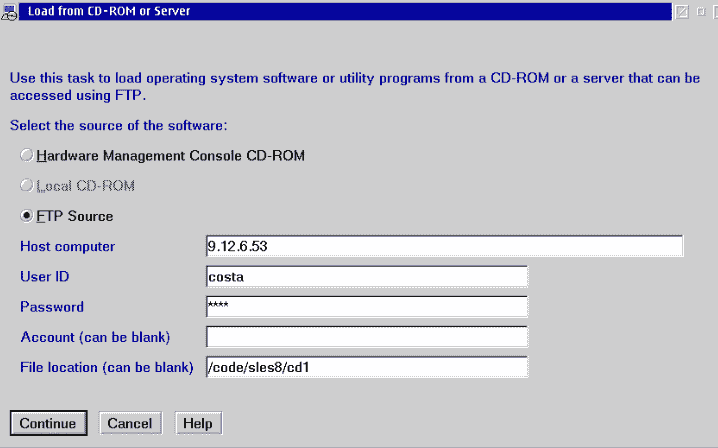 Load from CD-ROM or Server
Use this task to load operating system software or utility programs from a CD-ROM or a server that can be
accessed using FTP.
Select the source of the software:
Hardware Management Console CD-ROM
Local CD-ROM
FTP Source
Host computer 9.12.6.53
User ID costa
Password ****
Account (can be blank)
File location (can be blank) /code/sles8/cd1
Continue Cancel Help